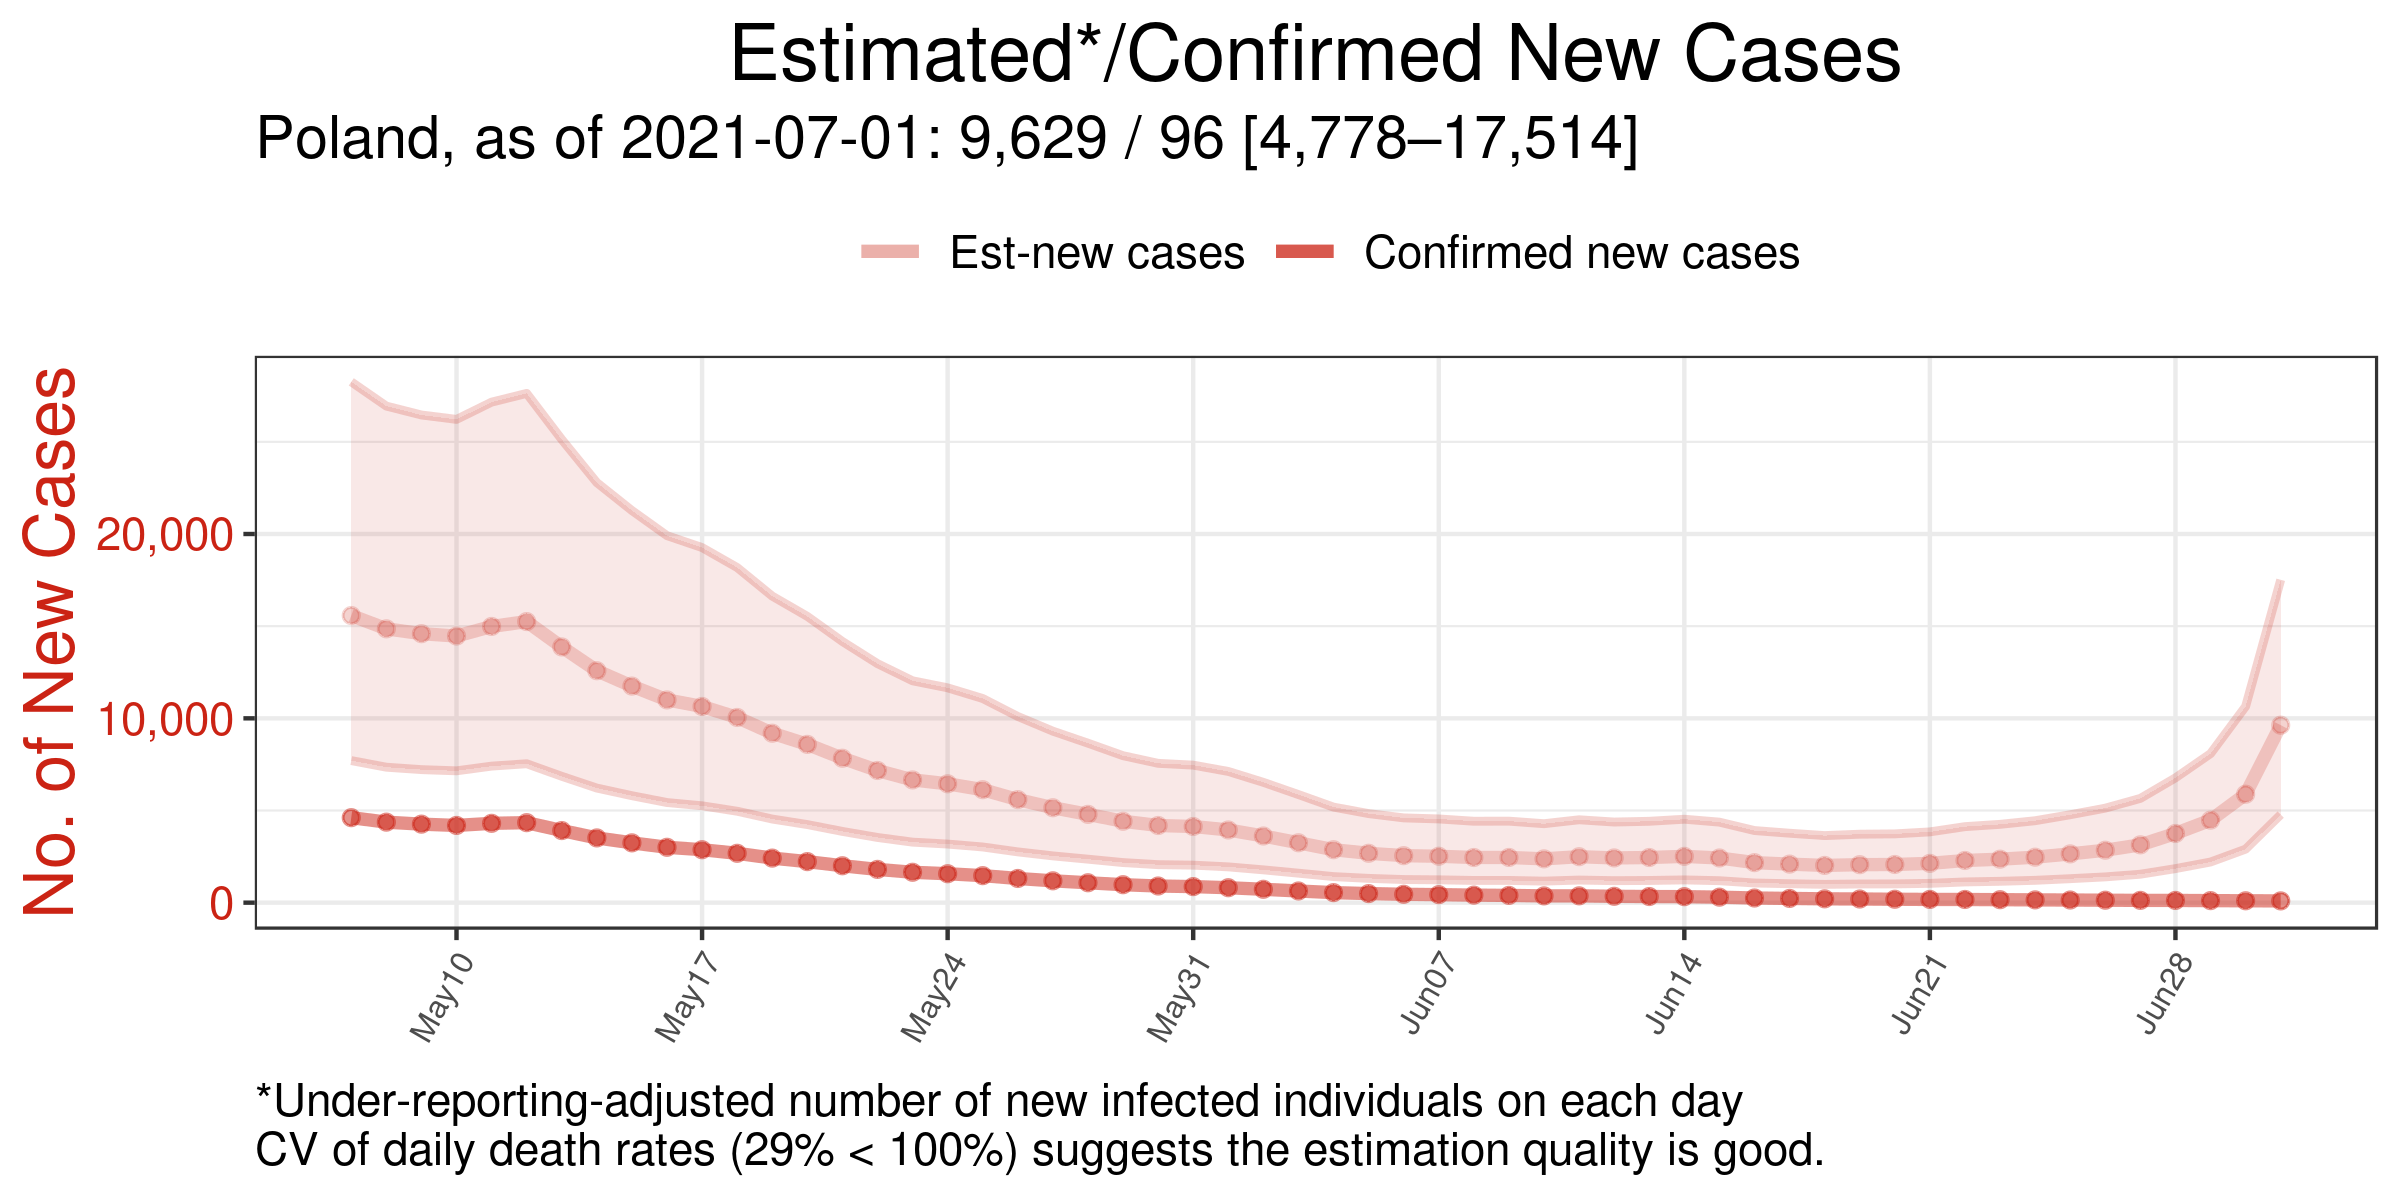 Estimated*/Confirmed New Cases
Poland, as of 2021-07-01: 9,629 / 96 [4,778–17,514]
Est-new cases
Confirmed new cases
No. of New Cases
20,000
10,000
0
May10
May17
May24
May31
Jun07
Jun14
Jun21
Jun28
*Under-reporting-adjusted number of new infected individuals on each day
CV of daily death rates (29% < 100%) suggests the estimation quality is good.